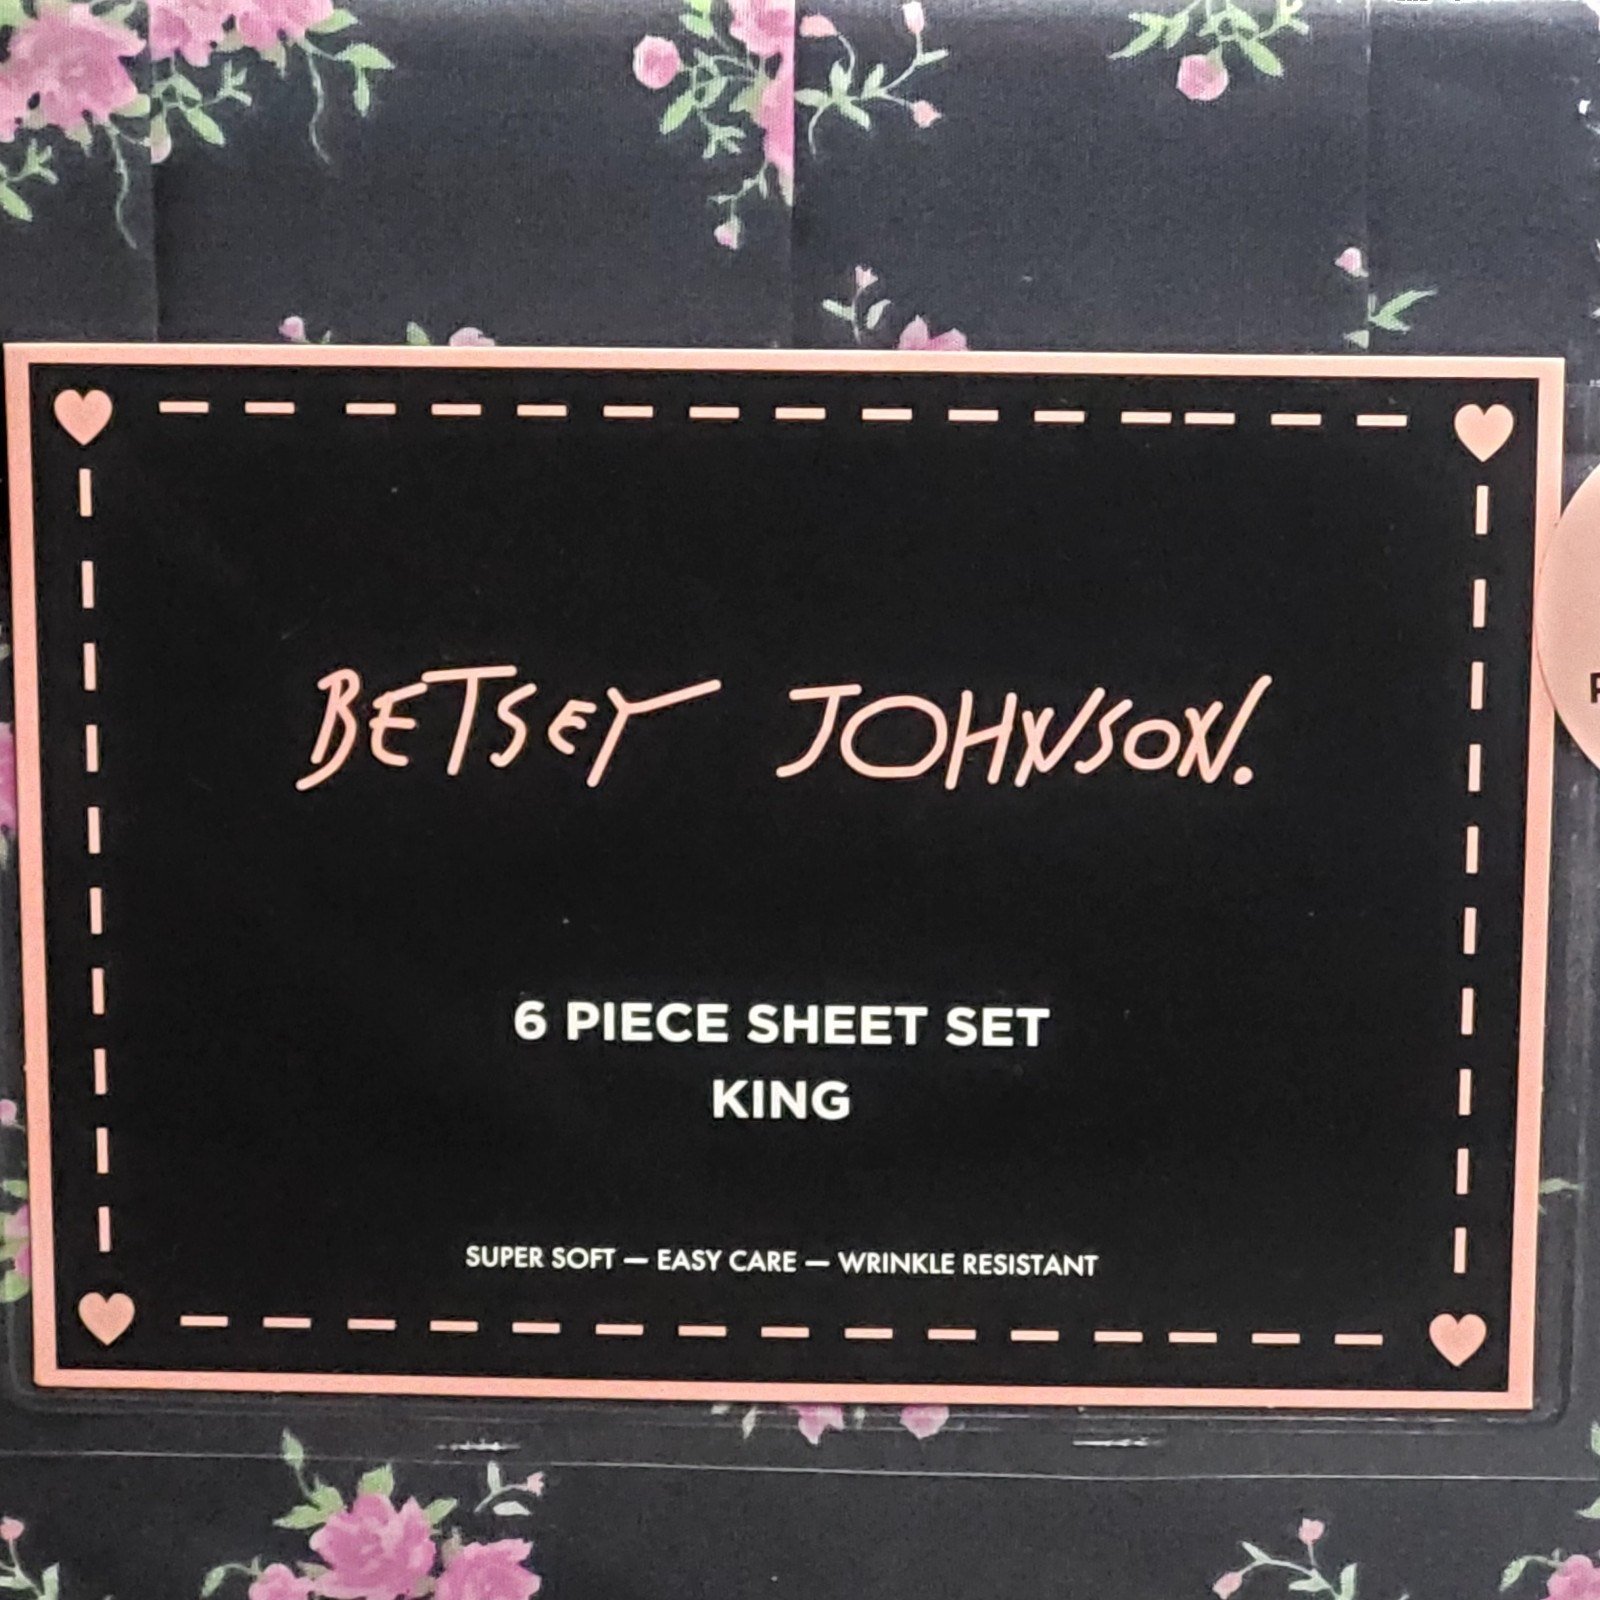 BETSEY JOHNSON.
6 PIECE SHEET SET
KING
SUPER SOFT — EASY CARE — WRINKLE RESISTANT